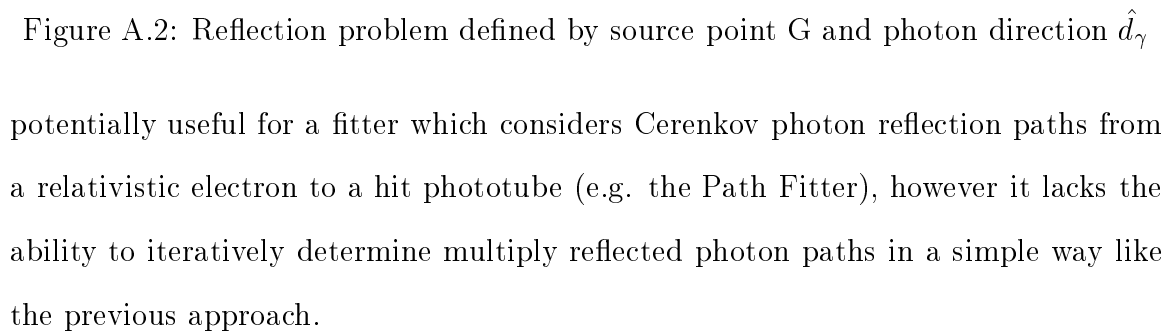 Figure A.2: Reflection problem defined by source point G and photon direction $\hat{d}_{\gamma}$
potentially useful for a fitter which considers Cerenkov photon reflection paths from
a relativistic electron to a hit phototube (e.g. the Path Fitter), however it lacks the
ability to iteratively determine multiply reflected photon paths in a simple way like
the previous approach.